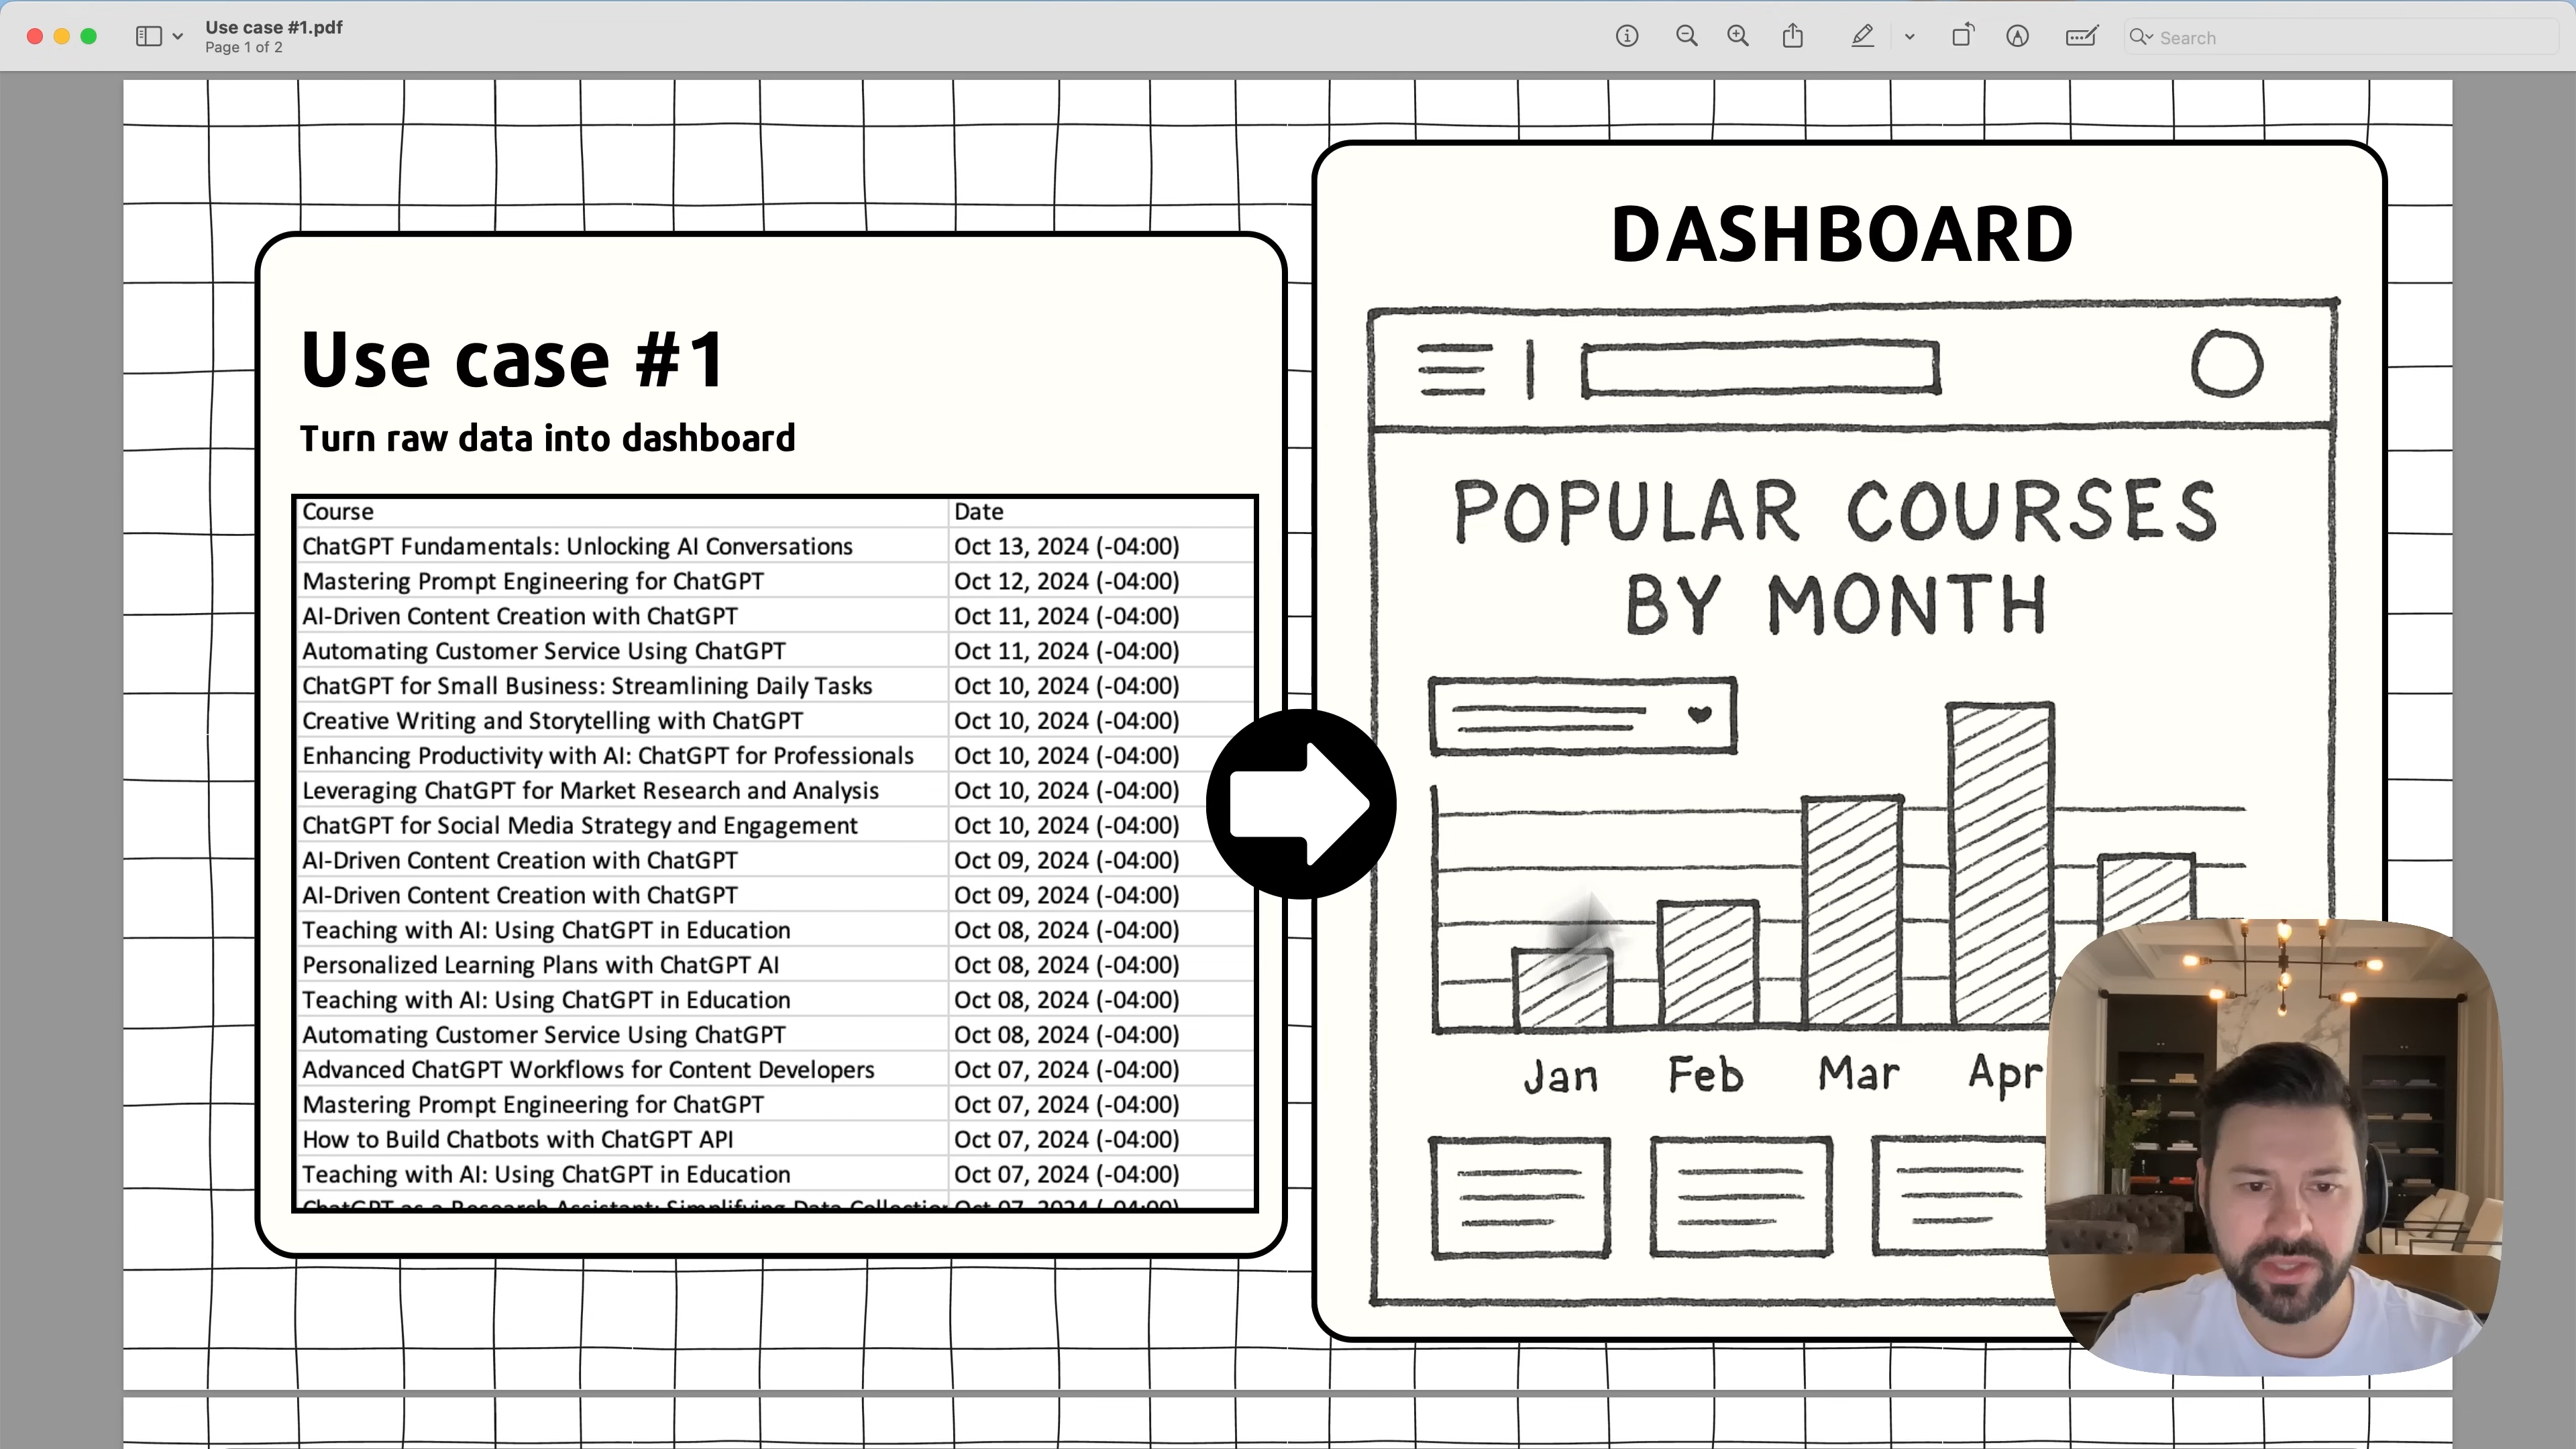 Use case #1.pdf
Page 1 of 2
Search
Use case #1
Turn raw data into dashboard
Course Date
ChatGPT Fundamentals: Unlocking AI Conversations Oct 13, 2024 (-04:00)
Mastering Prompt Engineering for ChatGPT Oct 12, 2024 (-04:00)
AI-Driven Content Creation with ChatGPT Oct 11, 2024 (-04:00)
Automating Customer Service Using ChatGPT Oct 11, 2024 (-04:00)
ChatGPT for Small Business: Streamlining Daily Tasks Oct 10, 2024 (-04:00)
Creative Writing and Storytelling with ChatGPT Oct 10, 2024 (-04:00)
Enhancing Productivity with AI: ChatGPT for Professionals Oct 10, 2024 (-04:00)
Leveraging ChatGPT for Market Research and Analysis Oct 10, 2024 (-04:00)
ChatGPT for Social Media Strategy and Engagement Oct 10, 2024 (-04:00)
AI-Driven Content Creation with ChatGPT Oct 09, 2024 (-04:00)
AI-Driven Content Creation with ChatGPT Oct 09, 2024 (-04:00)
Teaching with AI: Using ChatGPT in Education Oct 08, 2024 (-04:00)
Personalized Learning Plans with ChatGPT AI Oct 08, 2024 (-04:00)
Teaching with AI: Using ChatGPT in Education Oct 08, 2024 (-04:00)
Automating Customer Service Using ChatGPT Oct 08, 2024 (-04:00)
Advanced ChatGPT Workflows for Content Developers Oct 07, 2024 (-04:00)
Mastering Prompt Engineering for ChatGPT Oct 07, 2024 (-04:00)
How to Build Chatbots with ChatGPT API Oct 07, 2024 (-04:00)
Teaching with AI: Using ChatGPT in Education Oct 07, 2024 (-04:00)
ChatGPT as a Research Assistant: Simplifying Data Oct 07, 2024 (-04:00)
DASHBOARD
POPULAR COURSES
BY MONTH
Jan Feb Mar Apr